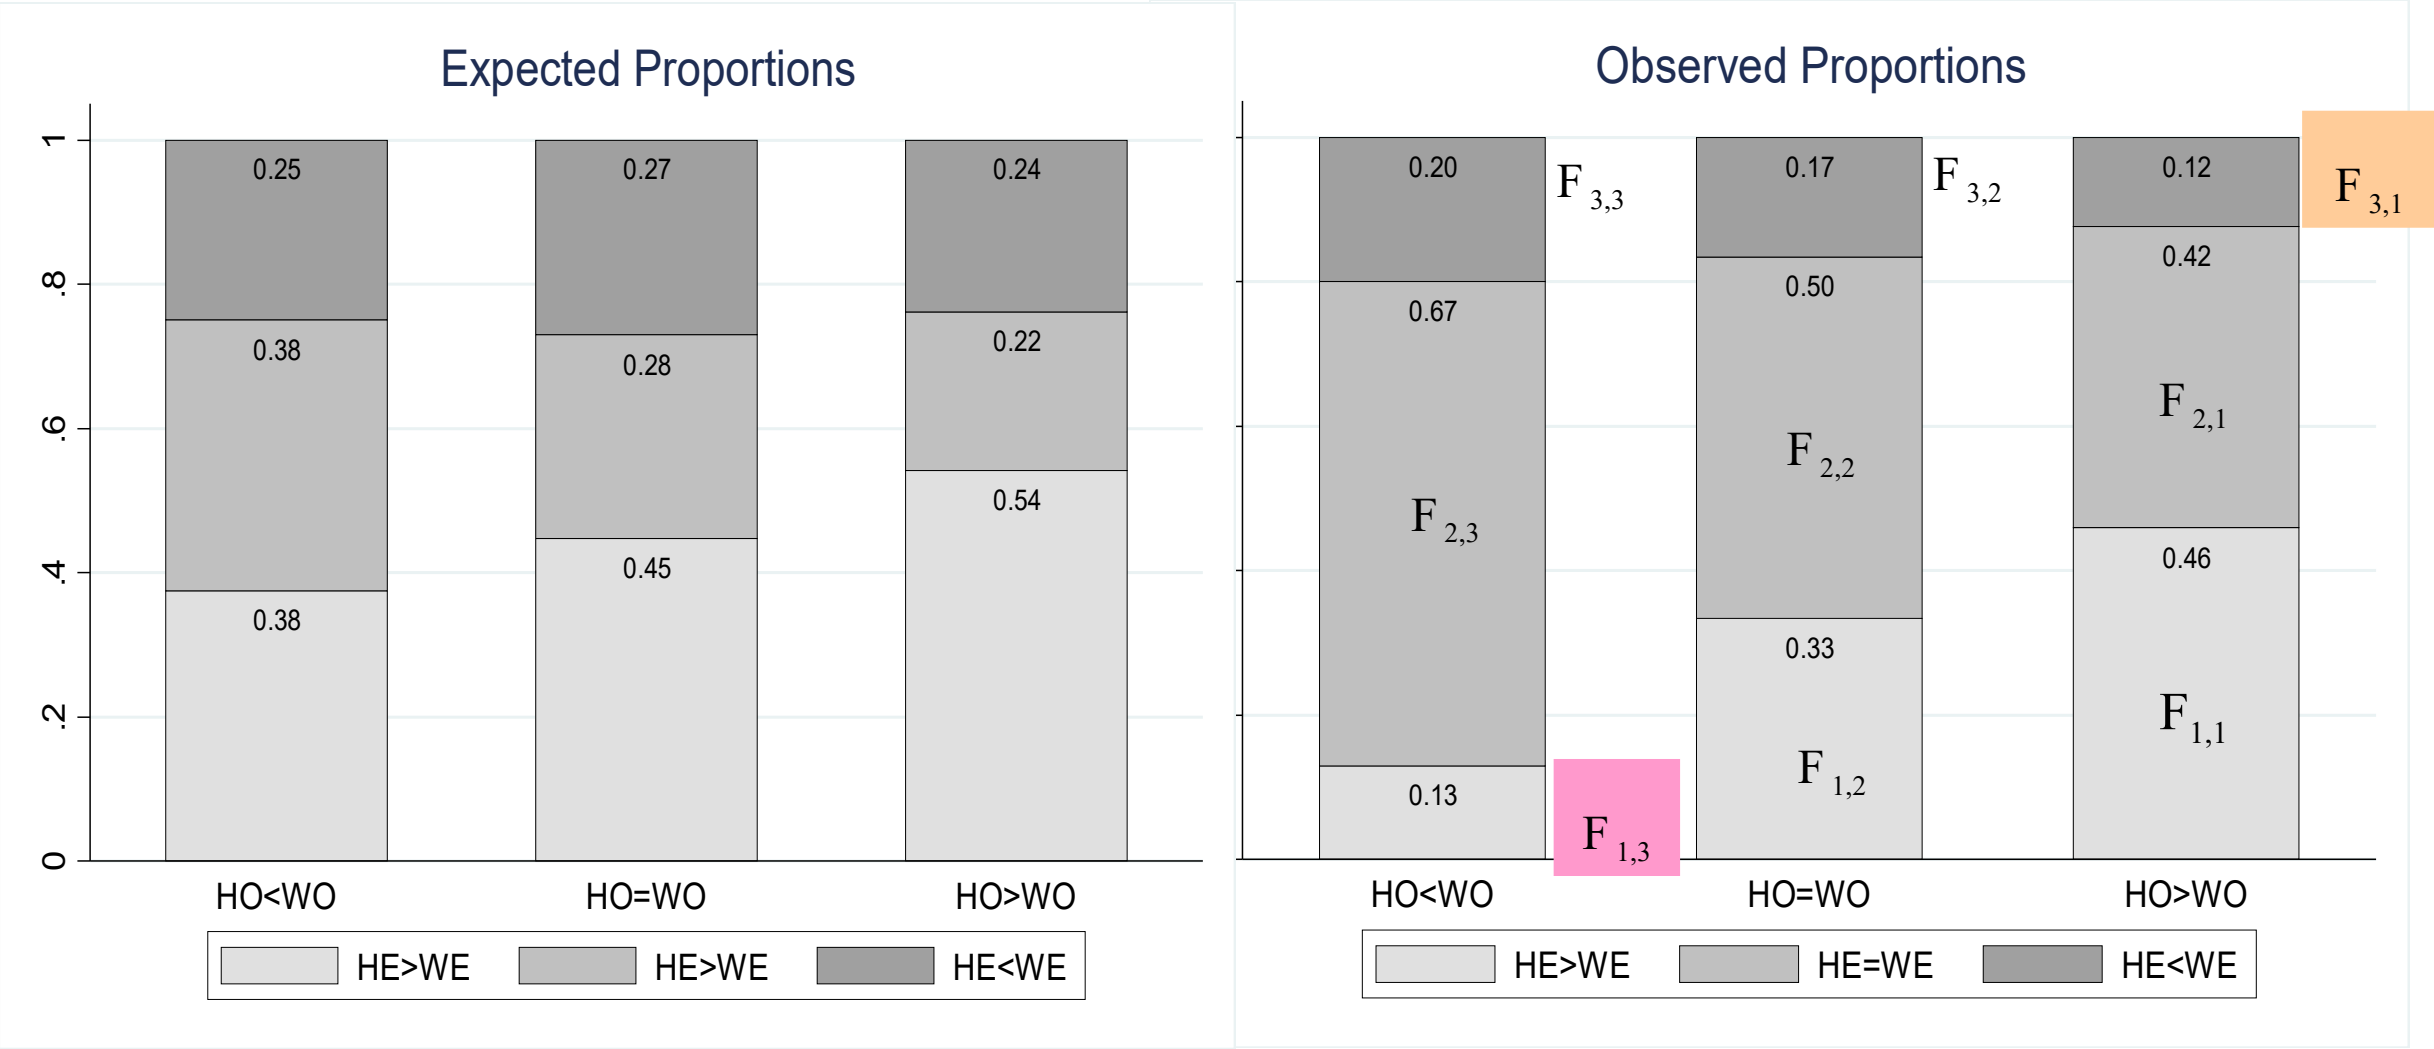 Expected Proportions
1
.8
.6
.4
.2
0
0.25
0.38
0.38
0.27
0.28
0.45
0.24
0.22
0.54
HO<WO
HO=WO
HO>WO
HE>WE
HE>WE
HE<WE
Observed Proportions
0.20
F 3,3
0.67
F 2,3
0.13
F 1,3
0.17
F 3,2
0.50
F 2,2
0.33
F 1,2
0.12
F 3,1
0.42
F 2,1
0.46
F 1,1
HO<WO
HO=WO
HO>WO
HE>WE
HE=WE
HE<WE